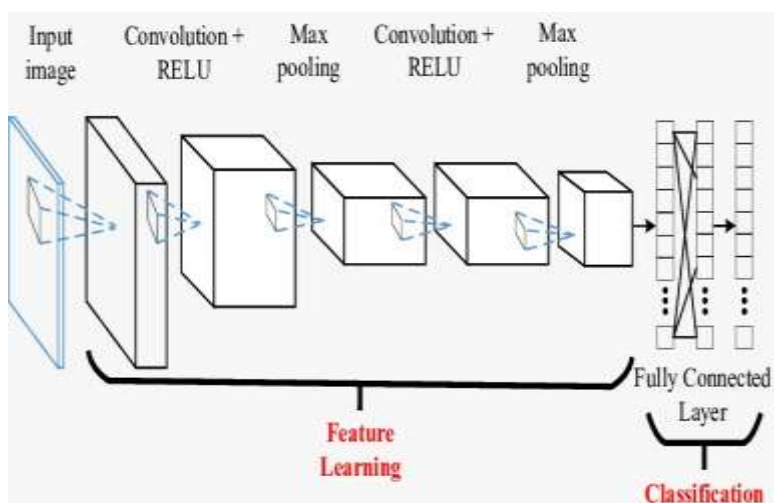 Input
image
Convolution +
RELU
Max
pooling
Convolution +
RELU
Max
pooling
Fully Connected
Layer
Feature
Learning
Classification